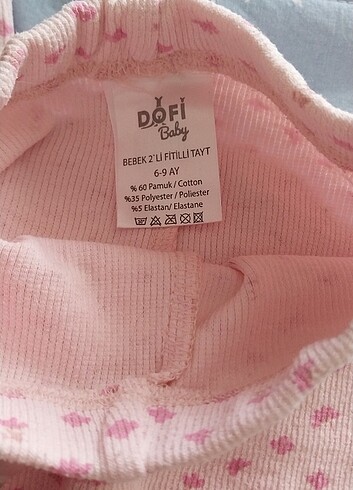 DOFİ
Baby
BEBEK 2'Lİ FİTİLLİ TAYT
6-9 AY
% 60 Pamuk / Cotton
%35 Polyester / Poliester
%5 Elastan/ Elastane